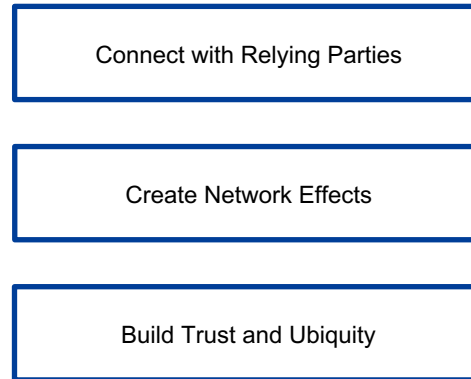 Connect with Relying Parties
Create Network Effects
Build Trust and Ubiquity